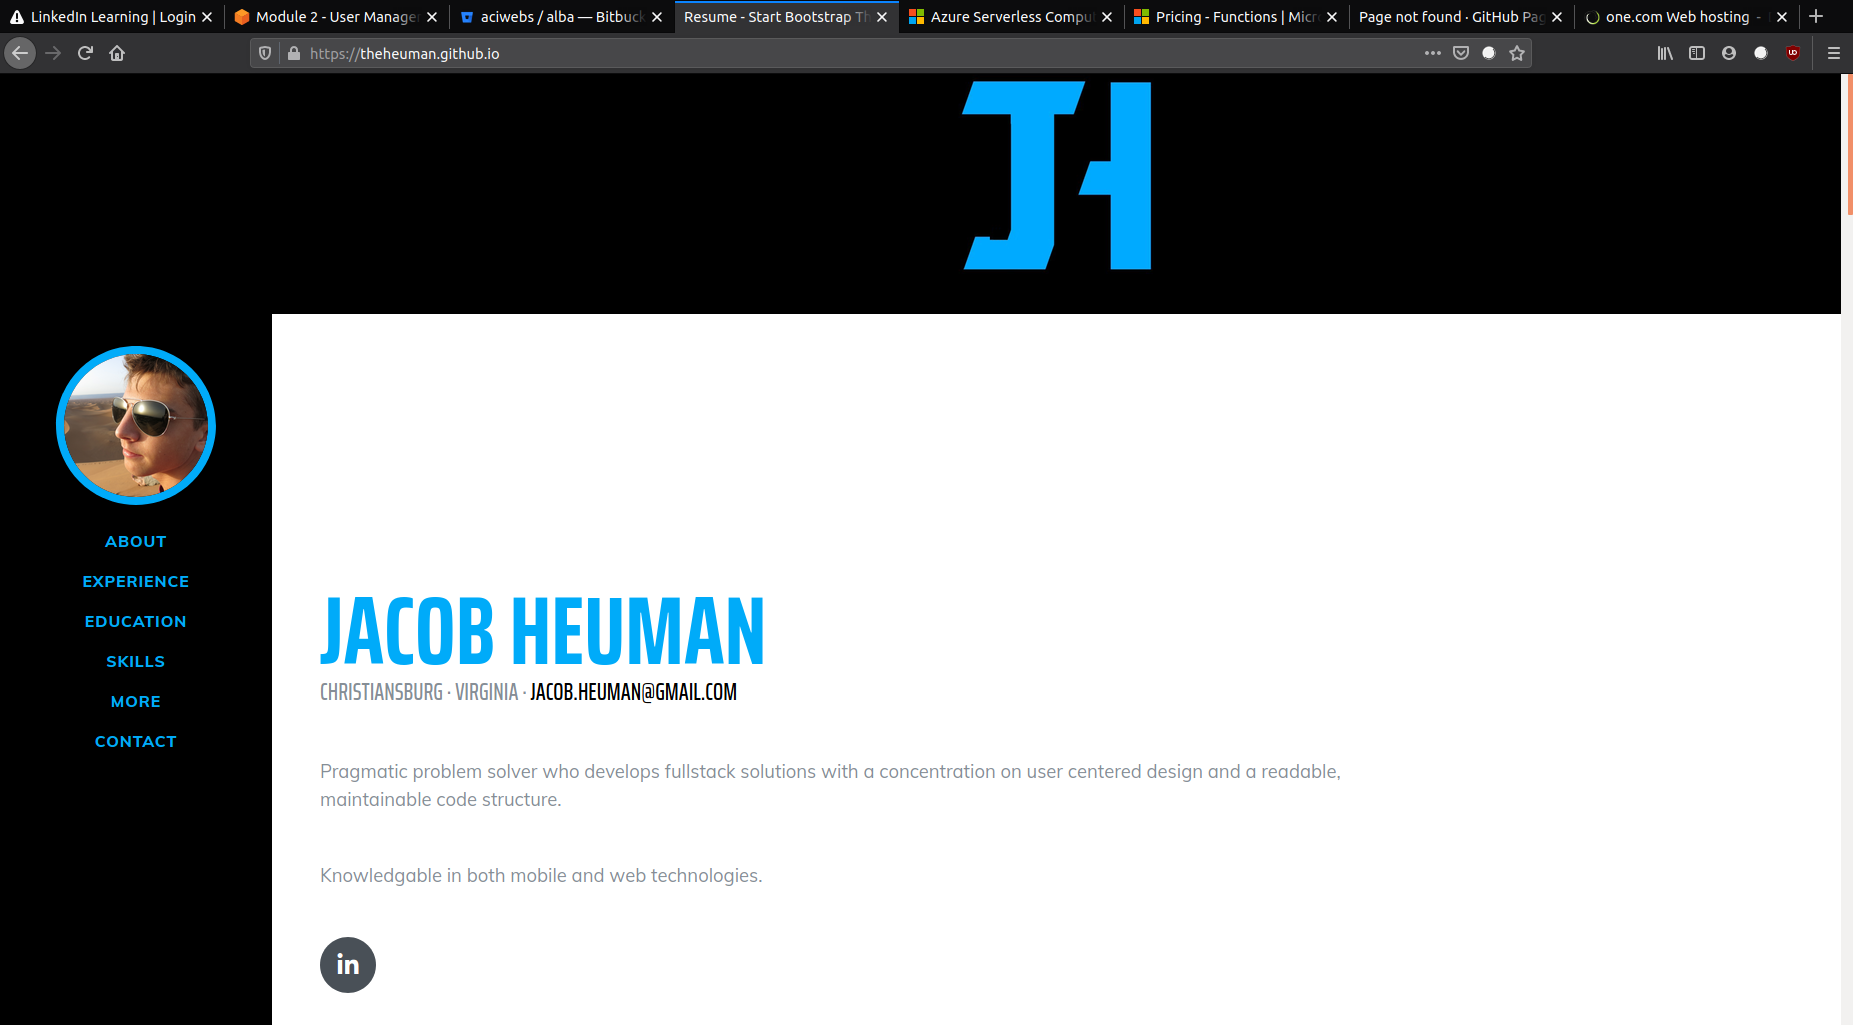 LinkedIn Learning | Login
Module 2 - User Manage
aciwebs / alba — Bitbuck
Resume - Start Bootstrap Th
Azure Serverless Compu
Pricing - Functions | Micr
Page not found · GitHub Pag
one.com Web hosting -
https://theheuman.github.io
JH
ABOUT
EXPERIENCE
EDUCATION
SKILLS
MORE
CONTACT
JACOB HEUMAN
CHRISTIANSBURG · VIRGINIA · JACOB.HEUMAN@GMAIL.COM
Pragmatic problem solver who develops fullstack solutions with a concentration on user centered design and a readable,
maintainable code structure.
Knowledgable in both mobile and web technologies.
in